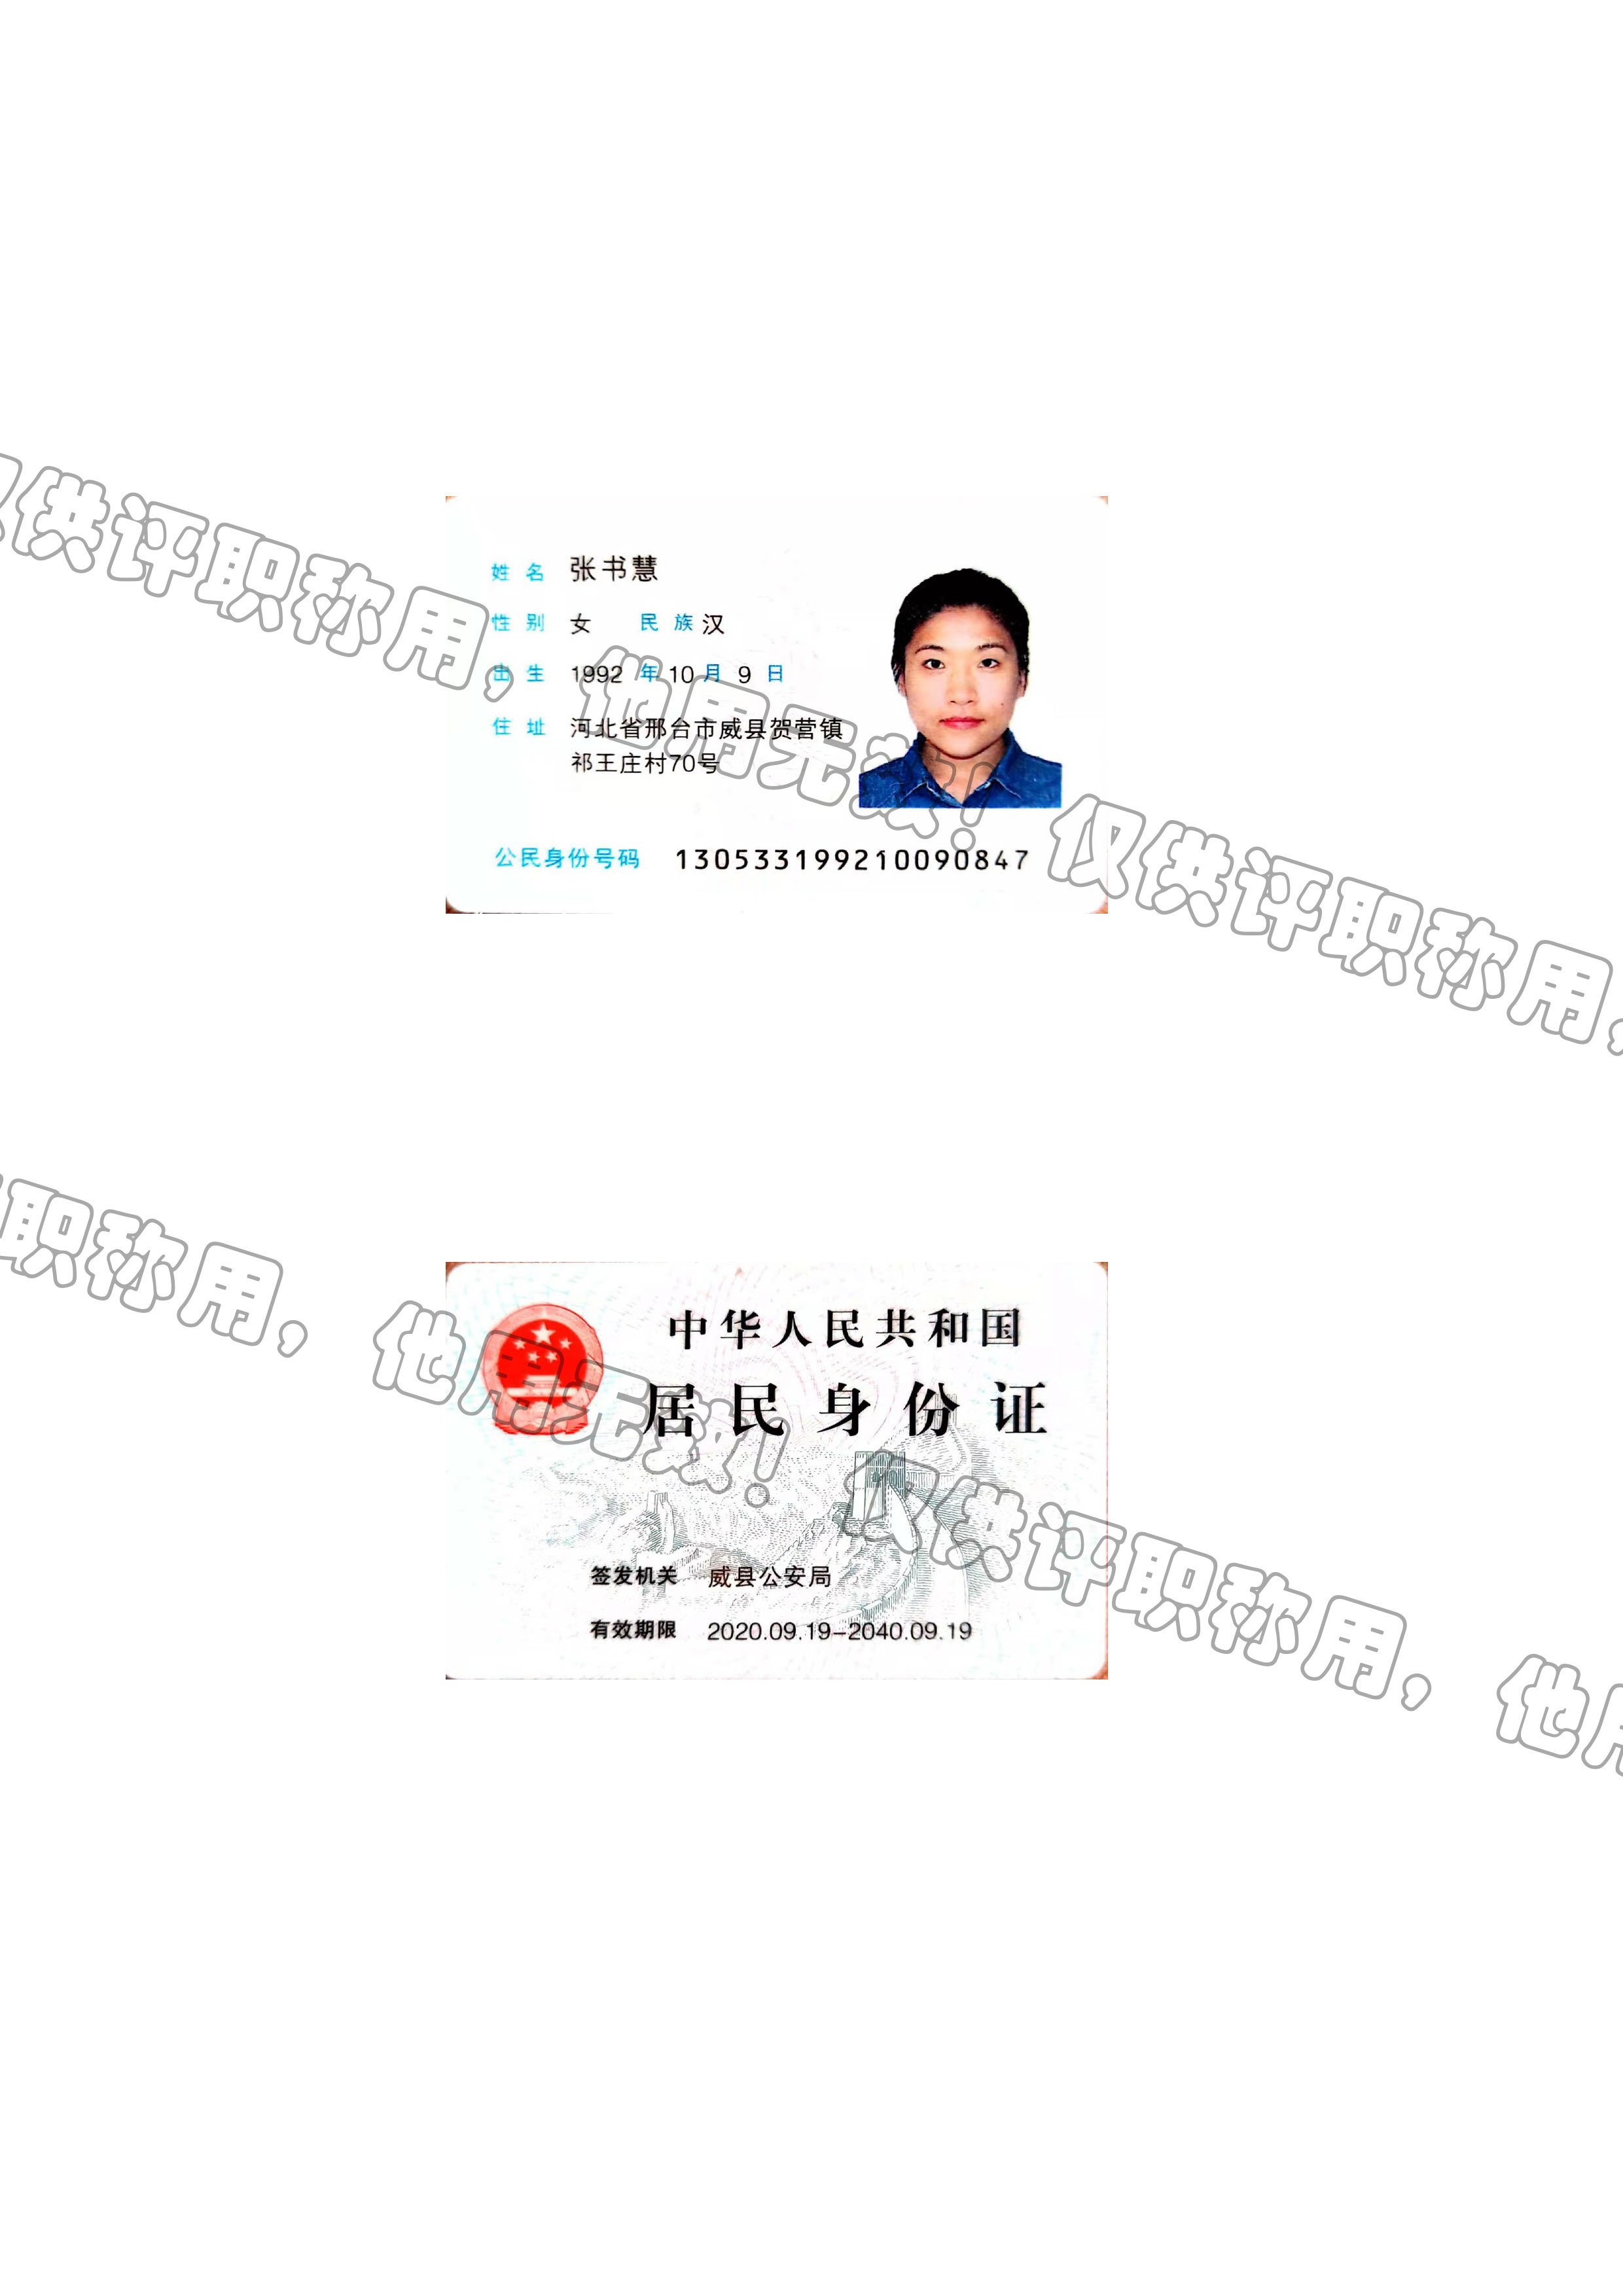 姓名 张书慧
性别 女 民族 汉
出生 1992 年 10 月 9 日
住址 河北省邢台市威县贺营镇
祁王庄村70号
公民身份号码 130533199210090847
仅供评职称用，他用无效！仅供评职称用，
中华人民共和国
居民身份证
签发机关 威县公安局
有效期限 2020.09.19-2040.09.19
职称用，他用无效！仅供评职称用，他用